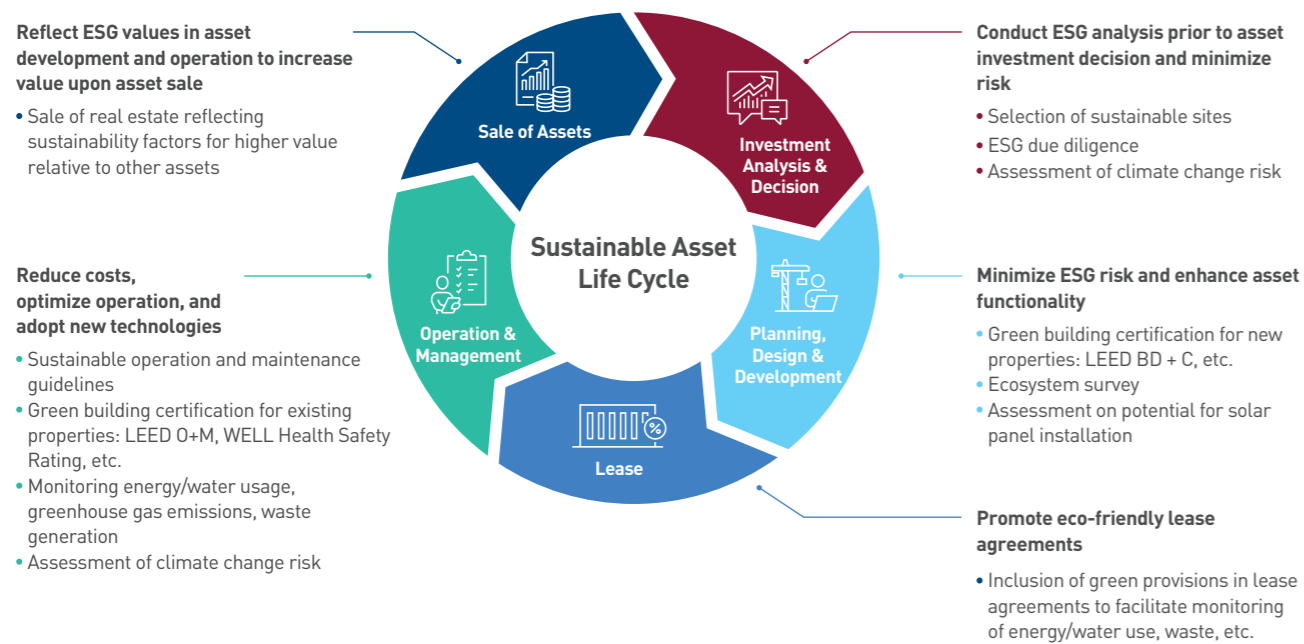 Reflect ESG values in asset
development and operation to increase
value upon asset sale
• Sale of real estate reflecting
sustainability factors for higher value
relative to other assets
Reduce costs,
optimize operation, and
adopt new technologies
• Sustainable operation and maintenance
guidelines
• Green building certification for existing
properties: LEED O+M, WELL Health Safety
Rating, etc.
• Monitoring energy/water usage,
greenhouse gas emissions, waste
generation
• Assessment of climate change risk
Sale of Assets
Investment
Analysis &
Decision
Sustainable Asset
Life Cycle
Operation &
Management
Planning,
Design &
Development
%
Lease
Conduct ESG analysis prior to asset
investment decision and minimize
risk
• Selection of sustainable sites
• ESG due diligence
• Assessment of climate change risk
Minimize ESG risk and enhance asset
functionality
• Green building certification for new
properties: LEED BD + C, etc.
• Ecosystem survey
• Assessment on potential for solar
panel installation
Promote eco-friendly lease
agreements
• Inclusion of green provisions in lease
agreements to facilitate monitoring
of energy/water use, waste, etc.